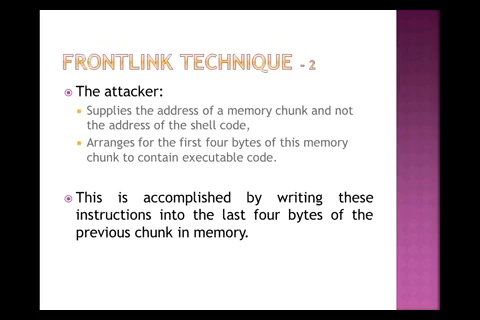 FRONTLINK TECHNIQUE - 2
The attacker:
Supplies the address of a memory chunk and not
the address of the shell code,
Arranges for the first four bytes of this memory
chunk to contain executable code.
This is accomplished by writing these
instructions into the last four bytes of the
previous chunk in memory.